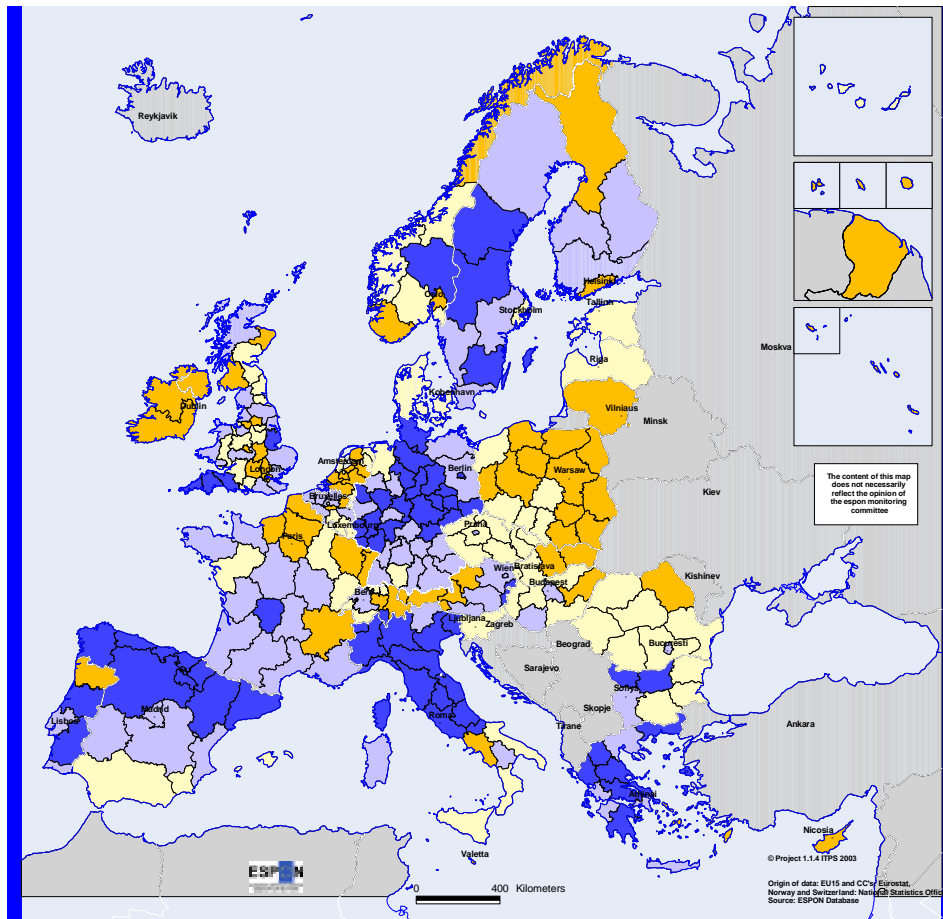 Reykjavik
Helsinki
Oslo
Tallinn
Stockholm
Moskva
Riga
København
Vilniu​s
Minsk
Dublin
London
Amsterdam
Berlin
Warsaw
The content of this map
does not necessarily
reflect the opinion of
the espon monitoring
committee
Bruxelles
Kiev
Luxembourg
Praha
Paris
Wien
Bratislava
Kishinev
Bern
Budapest
Ljubljana
Zagreb
Bucuresti
Beograd
Sarajevo
Sofiya
Madrid
Lisboa
Roma
Skopje
Tirane
Ankara
Athinai
Nicosia
Valetta
© Project 1.1.4 ITPS 2003
ESPON
0 400 Kilometers
Origin of data: EU15 and CC's: Eurostat,
Norway and Switzerland: National Statistics Offic
Source: ESPON Database